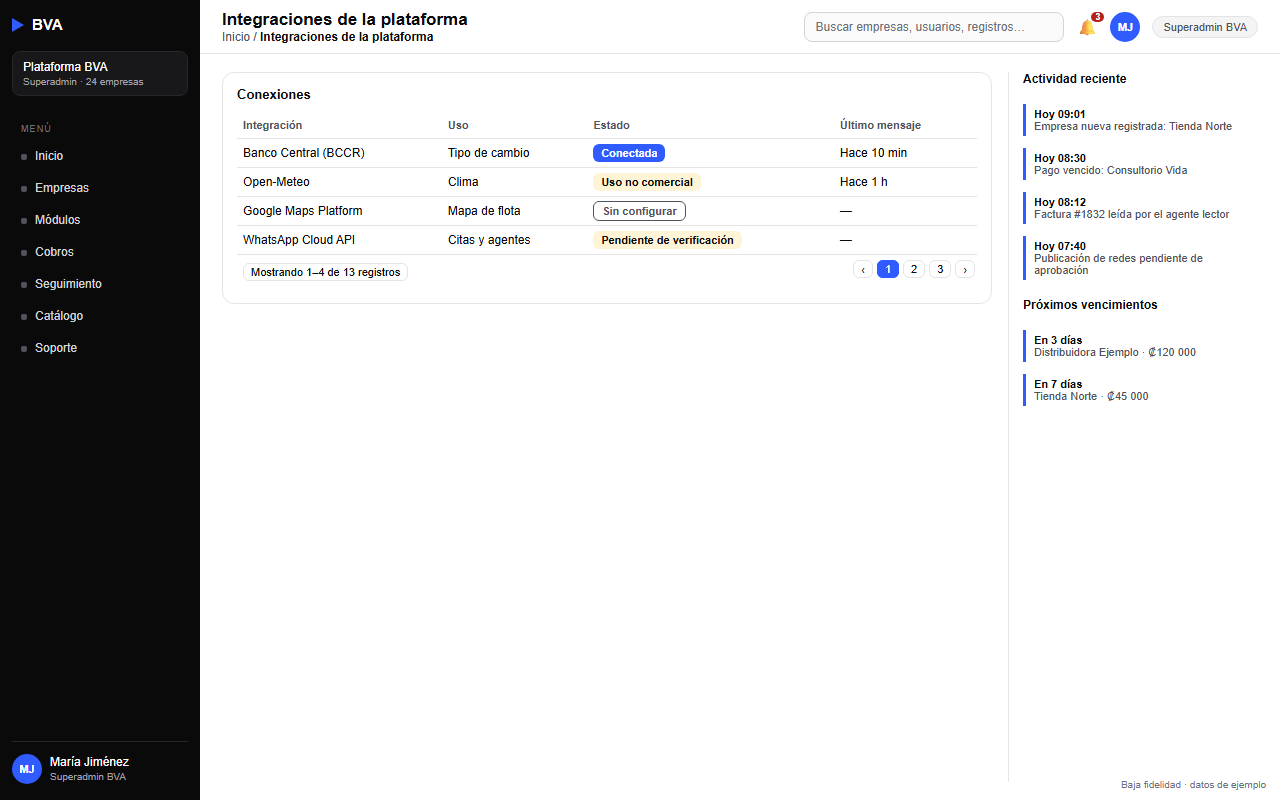 BVA
Plataforma BVA
Superadmin · 24 empresas
MENÚ
Inicio
Empresas
Módulos
Cobros
Seguimiento
Catálogo
Soporte
MJ
María Jiménez
Superadmin BVA
Integraciones de la plataforma
Inicio / Integraciones de la plataforma
Buscar empresas, usuarios, registros…
3
MJ
Superadmin BVA
Conexiones
Integración Uso Estado Último mensaje
Banco Central (BCCR) Tipo de cambio Conectada Hace 10 min
Open-Meteo Clima Uso no comercial Hace 1 h
Google Maps Platform Mapa de flota Sin configurar —
WhatsApp Cloud API Citas y agentes Pendiente de verificación —
Mostrando 1–4 de 13 registros ‹ 1 2 3 ›
Actividad reciente
Hoy 09:01
Empresa nueva registrada: Tienda Norte
Hoy 08:30
Pago vencido: Consultorio Vida
Hoy 08:12
Factura #1832 leída por el agente lector
Hoy 07:40
Publicación de redes pendiente de
aprobación
Próximos vencimientos
En 3 días
Distribuidora Ejemplo · ₡120 000
En 7 días
Tienda Norte · ₡45 000
Baja fidelidad · datos de ejemplo